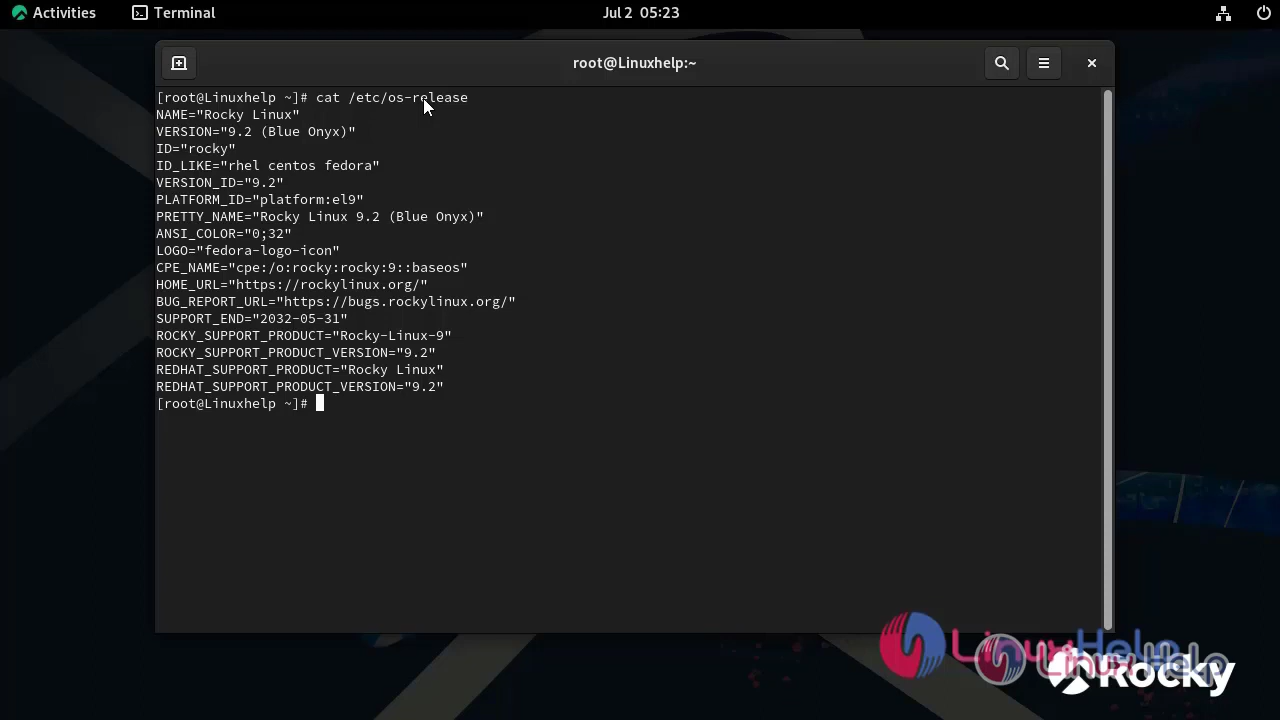 Activities Terminal Jul 2 05:23
root@Linuxhelp:~
[root@Linuxhelp ~]# cat /etc/os-release
NAME="Rocky Linux"
VERSION="9.2 (Blue Onyx)"
ID="rocky"
ID_LIKE="rhel centos fedora"
VERSION_ID="9.2"
PLATFORM_ID="platform:el9"
PRETTY_NAME="Rocky Linux 9.2 (Blue Onyx)"
ANSI_COLOR="0;32"
LOGO="fedora-logo-icon"
CPE_NAME="cpe:/o:rocky:rocky:9::baseos"
HOME_URL="https://rockylinux.org/"
BUG_REPORT_URL="https://bugs.rockylinux.org/"
SUPPORT_END="2032-05-31"
ROCKY_SUPPORT_PRODUCT="Rocky-Linux-9"
ROCKY_SUPPORT_PRODUCT_VERSION="9.2"
REDHAT_SUPPORT_PRODUCT="Rocky Linux"
REDHAT_SUPPORT_PRODUCT_VERSION="9.2"
[root@Linuxhelp ~]#
LinuxHelp
LinuxHelp
Rocky